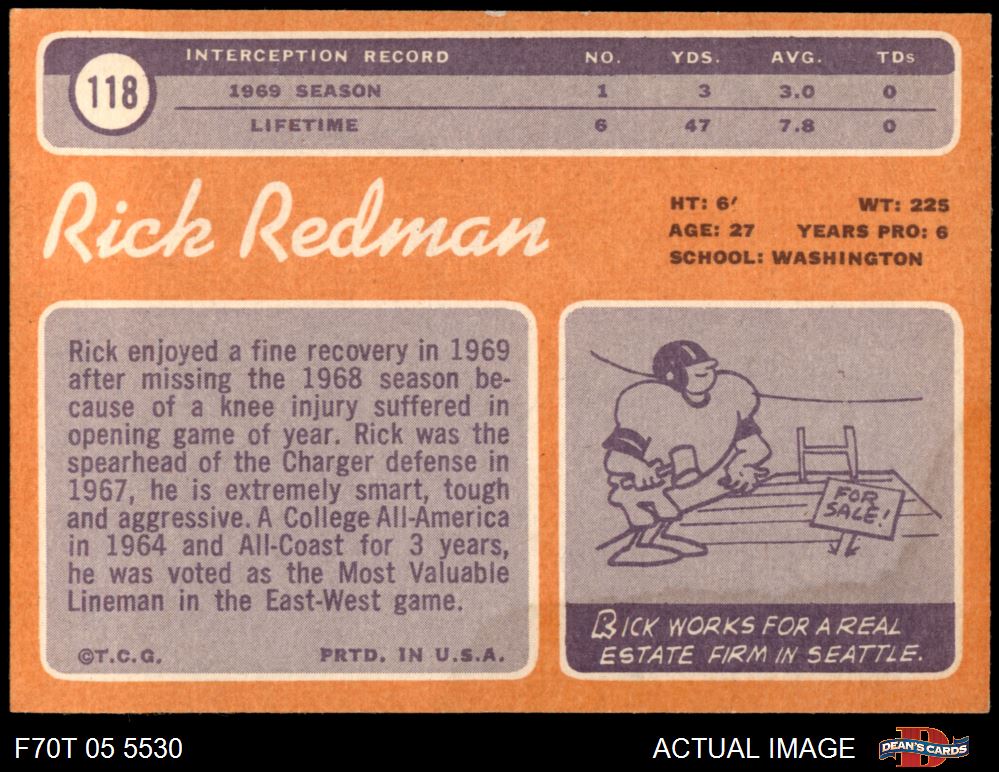 118
INTERCEPTION RECORD NO. YDS. AVG. TDs
1969 SEASON 1 3 3.0 0
LIFETIME 6 47 7.8 0
Rick Redman
HT: 6′ WT: 225
AGE: 27 YEARS PRO: 6
SCHOOL: WASHINGTON
Rick enjoyed a fine recovery in 1969
after missing the 1968 season be-
cause of a knee injury suffered in
opening game of year. Rick was the
spearhead of the Charger defense in
1967, he is extremely smart, tough
and aggressive. A College All-America
in 1964 and All-Coast for 3 years,
he was voted as the Most Valuable
Lineman in the East-West game.
©T.C.G. PRTD. IN U.S.A.
FOR
SALE!
RICK WORKS FOR A REAL
ESTATE FIRM IN SEATTLE.
F70T 05 5530 ACTUAL IMAGE D DEAN'S CARDS